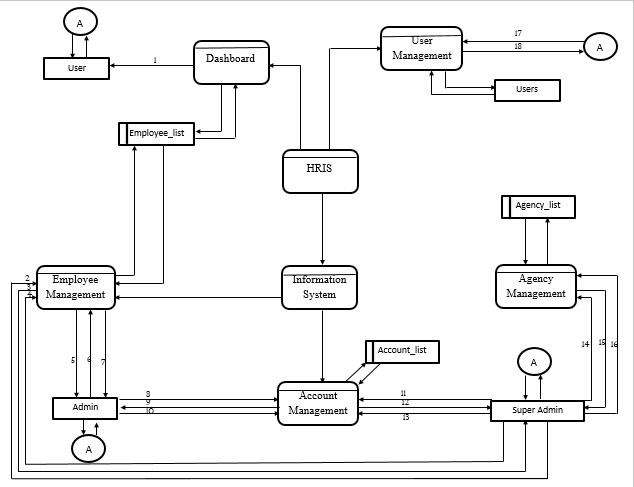 A
17
User
Management
18
A
Dashboard
1
User
Users
Employee_list
HRIS
Agency_list
2
3
4
Employee
Management
Information
System
Agency
Management
14
15
16
Account_list
5
6
7
A
8
9
10
Account
Management
11
12
13
Admin
Super Admin
A